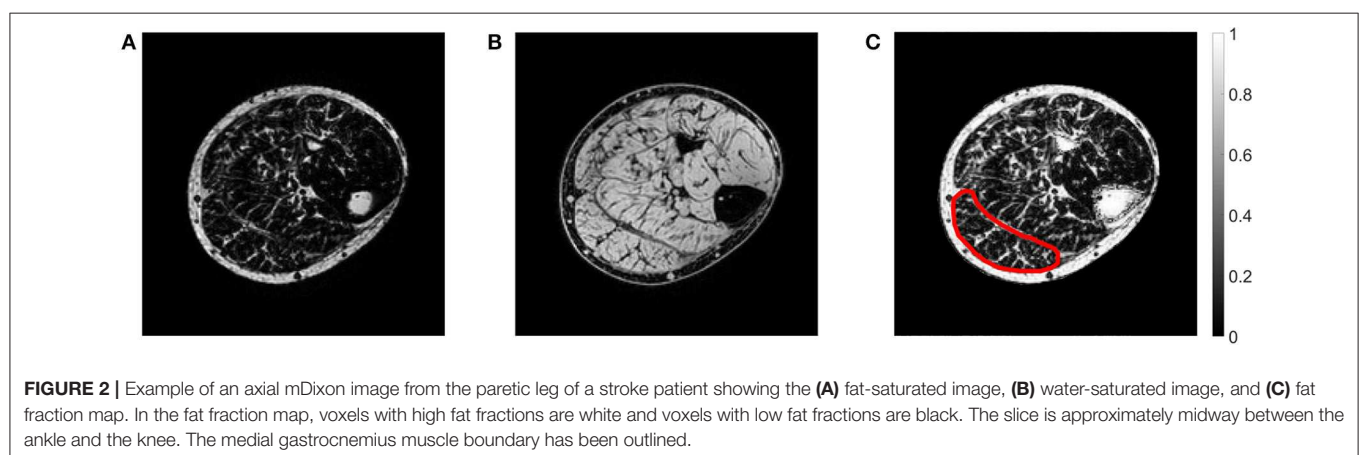 A
B
C
1
0.8
0.6
0.4
0.2
0
FIGURE 2 | Example of an axial mDixon image from the paretic leg of a stroke patient showing the (A) fat-saturated image, (B) water-saturated image, and (C) fat
fraction map. In the fat fraction map, voxels with high fat fractions are white and voxels with low fat fractions are black. The slice is approximately midway between the
ankle and the knee. The medial gastrocnemius muscle boundary has been outlined.